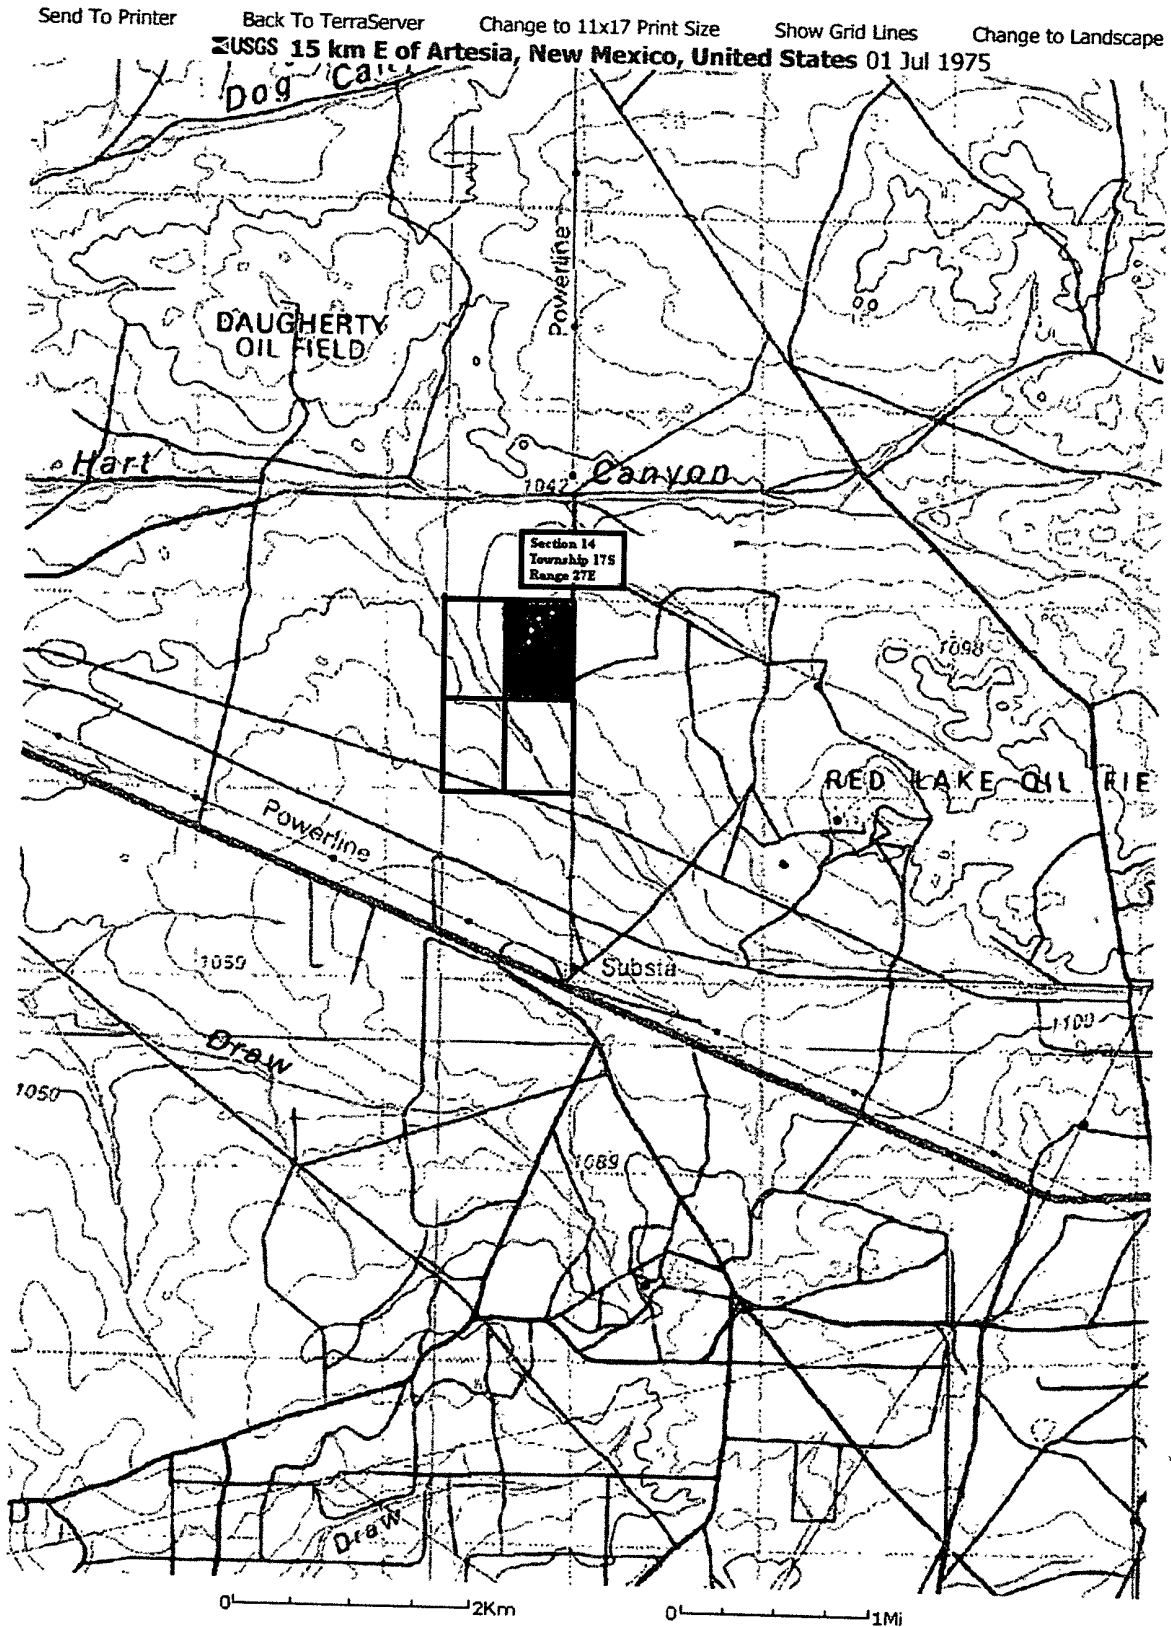 Send To Printer Back To TerraServer Change to 11x17 Print Size Show Grid Lines Change to Landscape
USGS 15 km E of Artesia, New Mexico, United States 01 Jul 1975
Dog
Powerline
DAUGHERTY
OIL FIELD
Hart Canyon
1042
Section 14
Township 17S
Range 27E
1098
RED LAKE OIL FIE
Powerline
1059
Substa
Draw
1100
1050
1089
Draw
0 2Km 0 1Mi